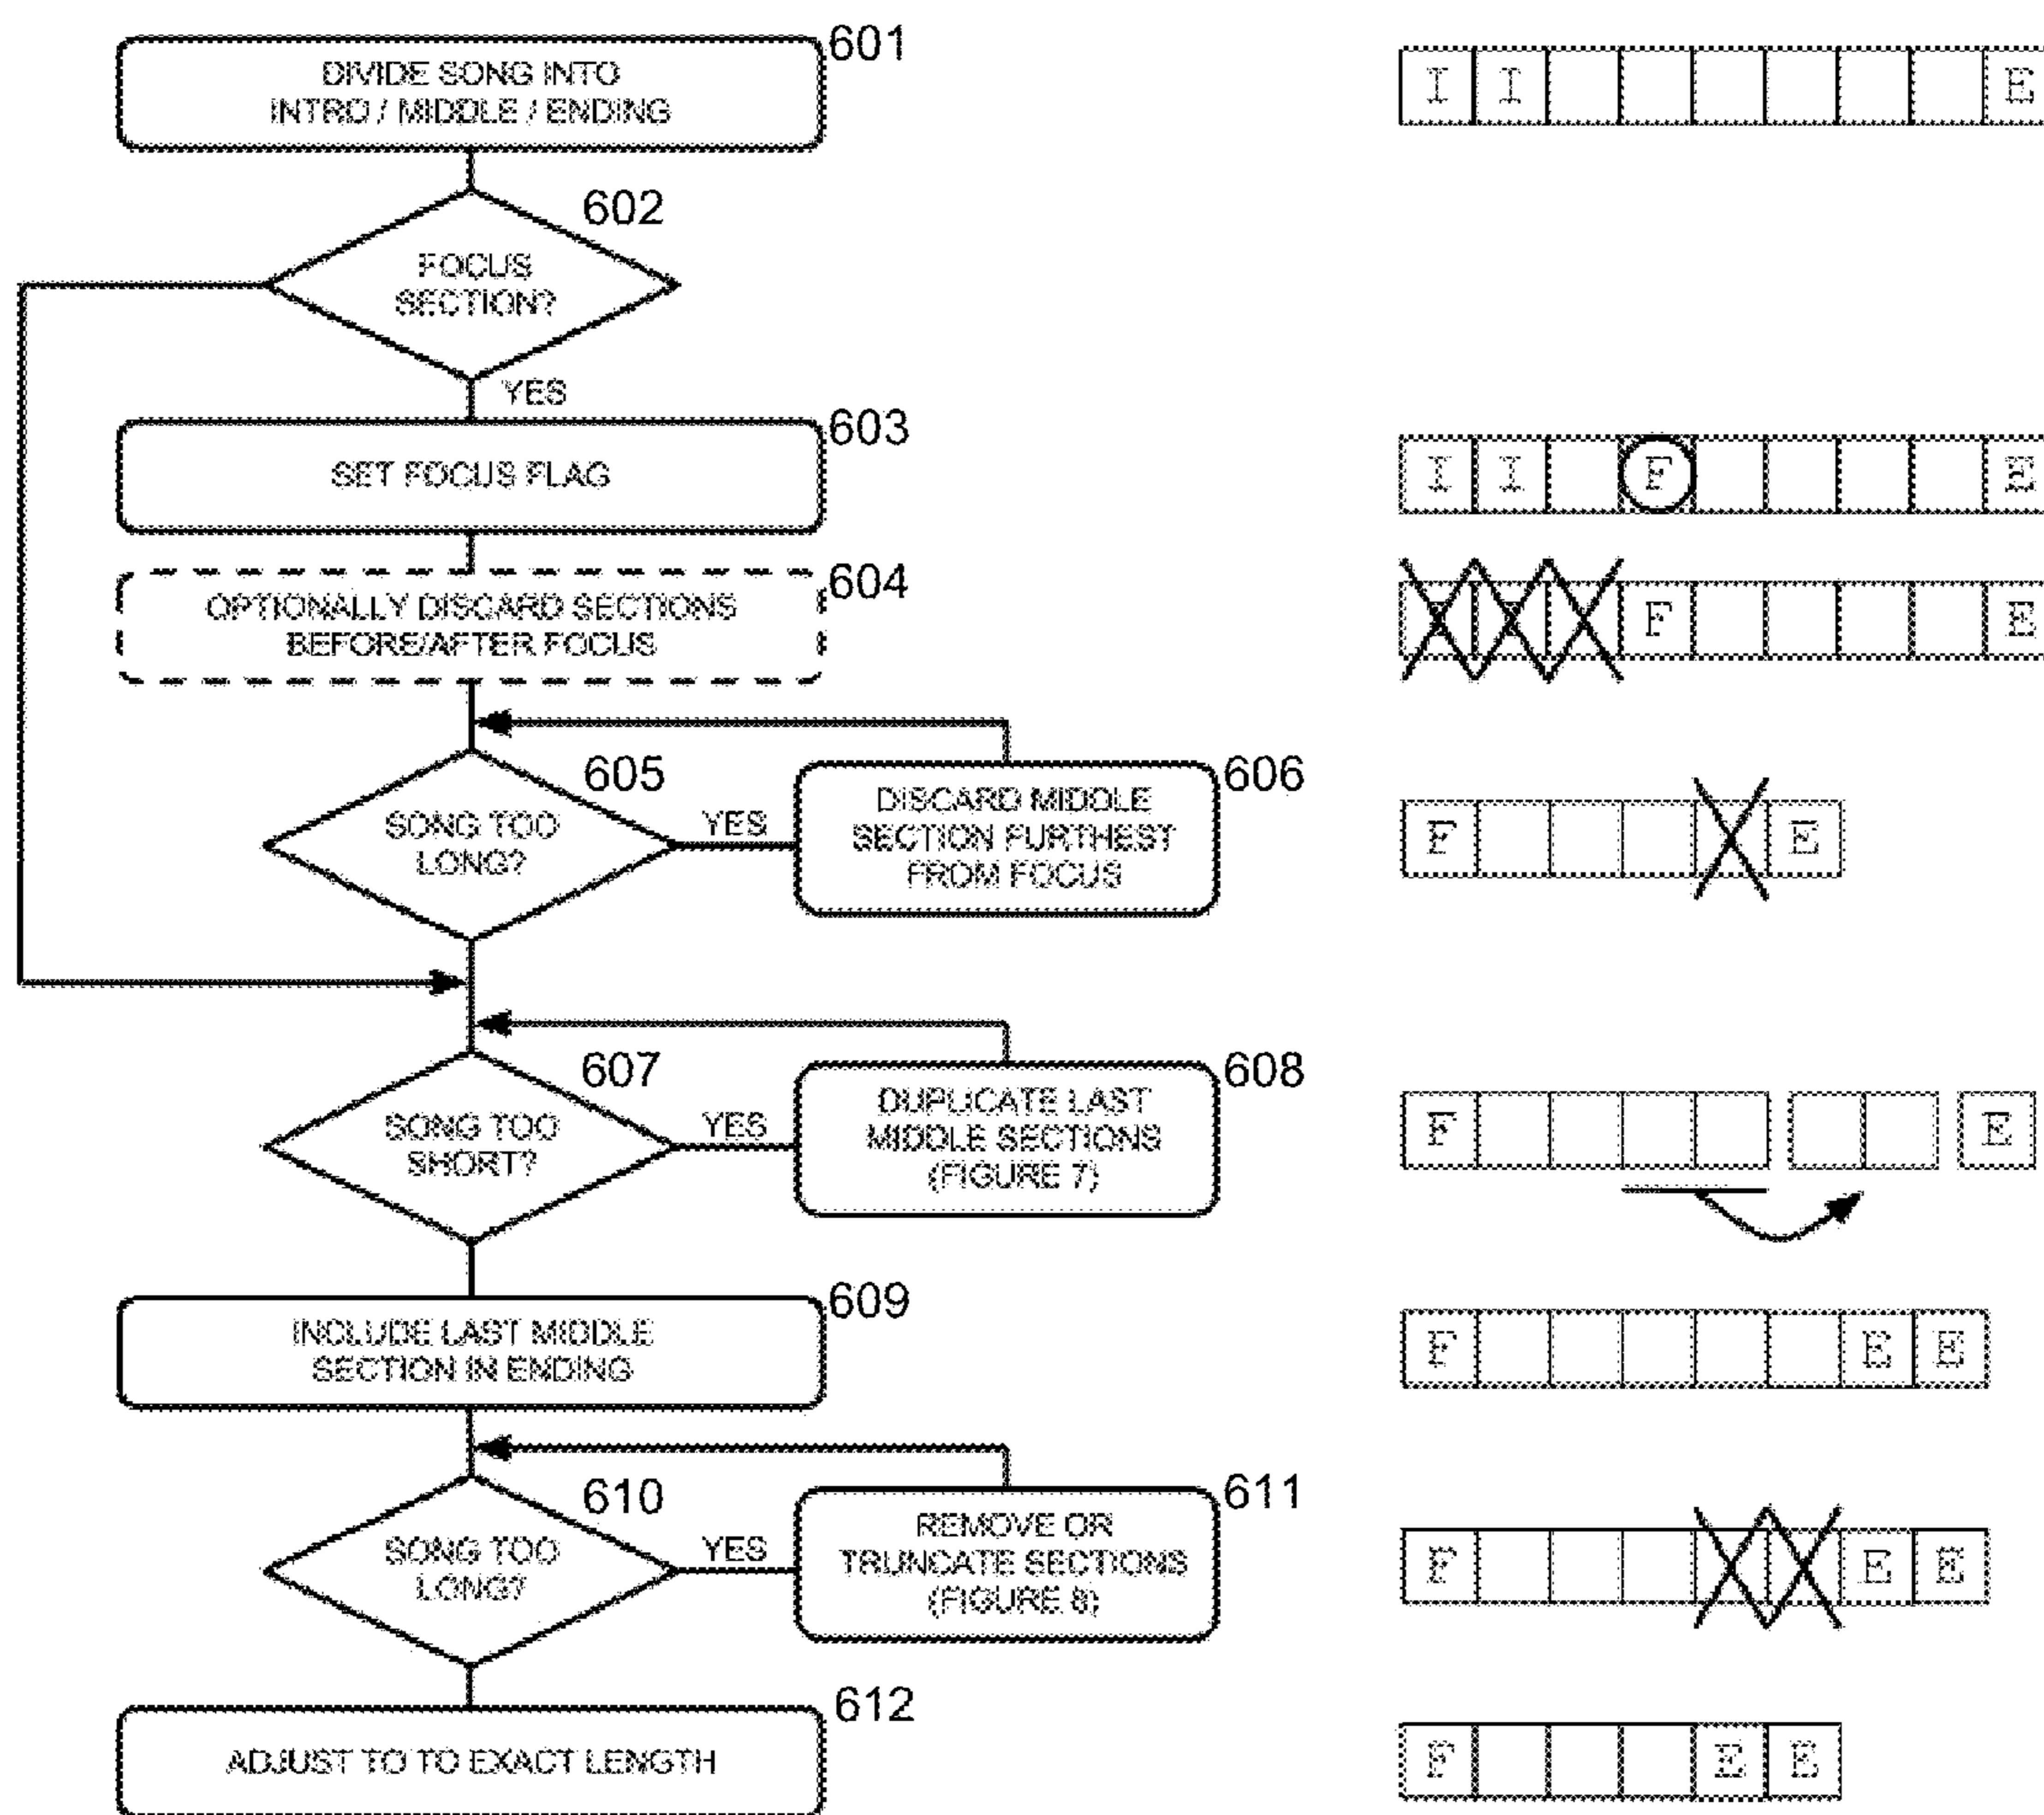 601
DIVIDE SONG INTO
INTRO / MIDDLE / ENDING
I I E
602
FOCUS
SECTION?
YES
603
SET FOCUS FLAG
I I F E
604
OPTIONALLY DISCARD SECTIONS
BEFORE/AFTER FOCUS
F E
605
SONG TOO
LONG?
YES
606
DISCARD MIDDLE
SECTION FURTHEST
FROM FOCUS
F E
607
SONG TOO
SHORT?
YES
608
DUPLICATE LAST
MIDDLE SECTIONS
(FIGURE 7)
F E
609
INCLUDE LAST MIDDLE
SECTION IN ENDING
F E E
610
SONG TOO
LONG?
YES
611
REMOVE OR
TRUNCATE SECTIONS
(FIGURE 8)
F E E
612
ADJUST TO TO EXACT LENGTH
F E E